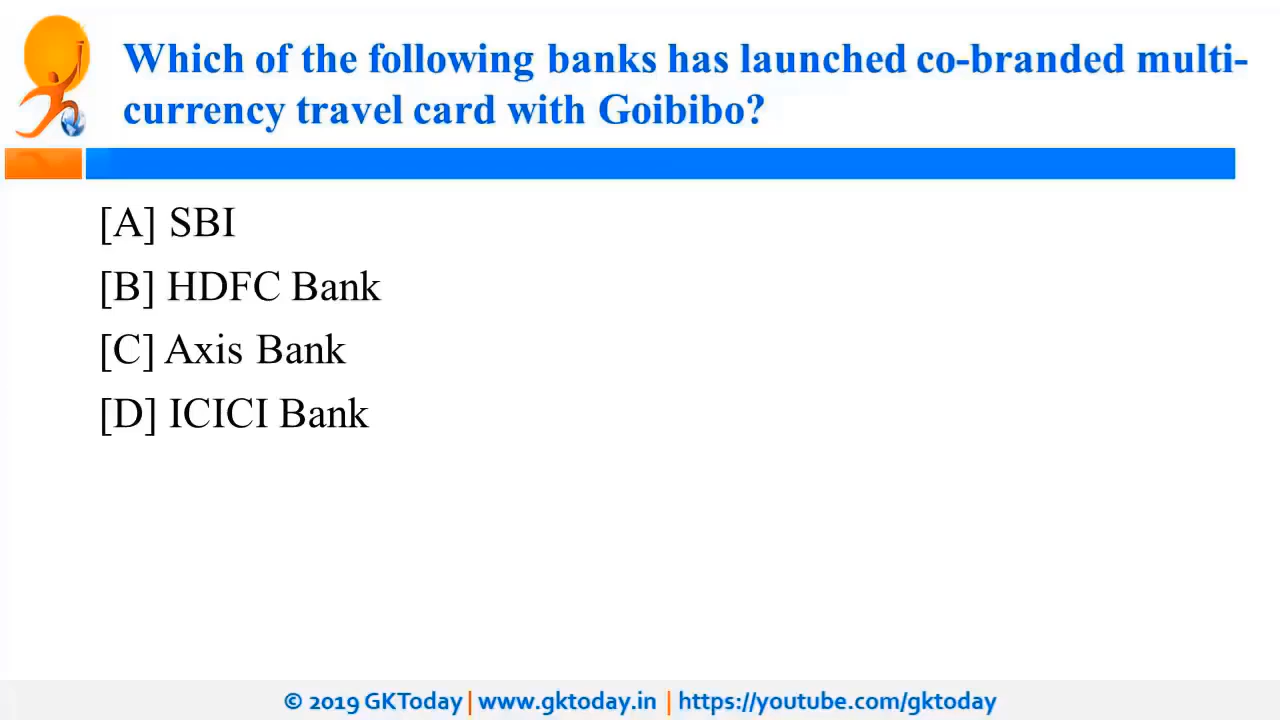 Which of the following banks has launched co-branded multi-
currency travel card with Goibibo?
[A] SBI
[B] HDFC Bank
[C] Axis Bank
[D] ICICI Bank
© 2019 GKToday | www.gktoday.in | https://youtube.com/gktoday